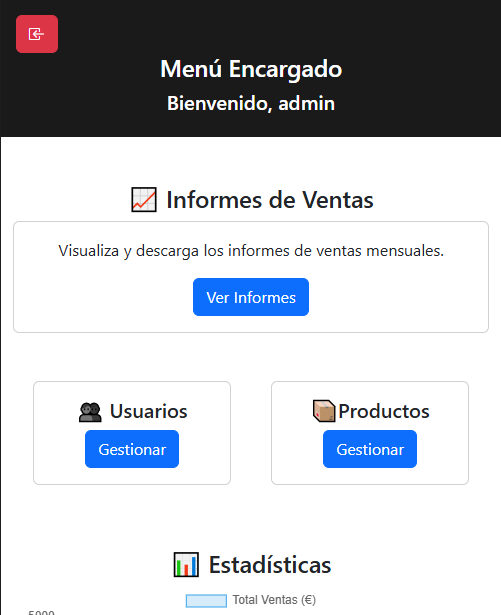 Menú Encargado
Bienvenido, admin
Informes de Ventas
Visualiza y descarga los informes de ventas mensuales.
Ver Informes
Usuarios
Gestionar
Productos
Gestionar
Estadísticas
Total Ventas (€)
5000